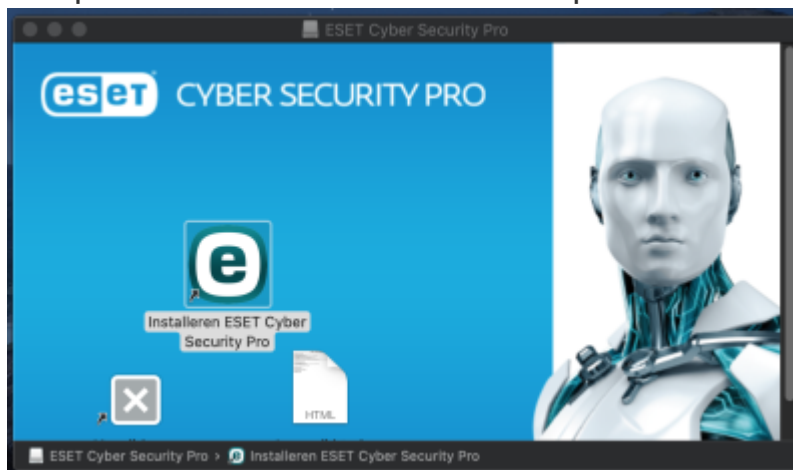 ESET Cyber Security Pro
eseT CYBER SECURITY PRO
e
Installeren ESET Cyber
Security Pro
HTML
ESET Cyber Security Pro › Installeren ESET Cyber Security Pro